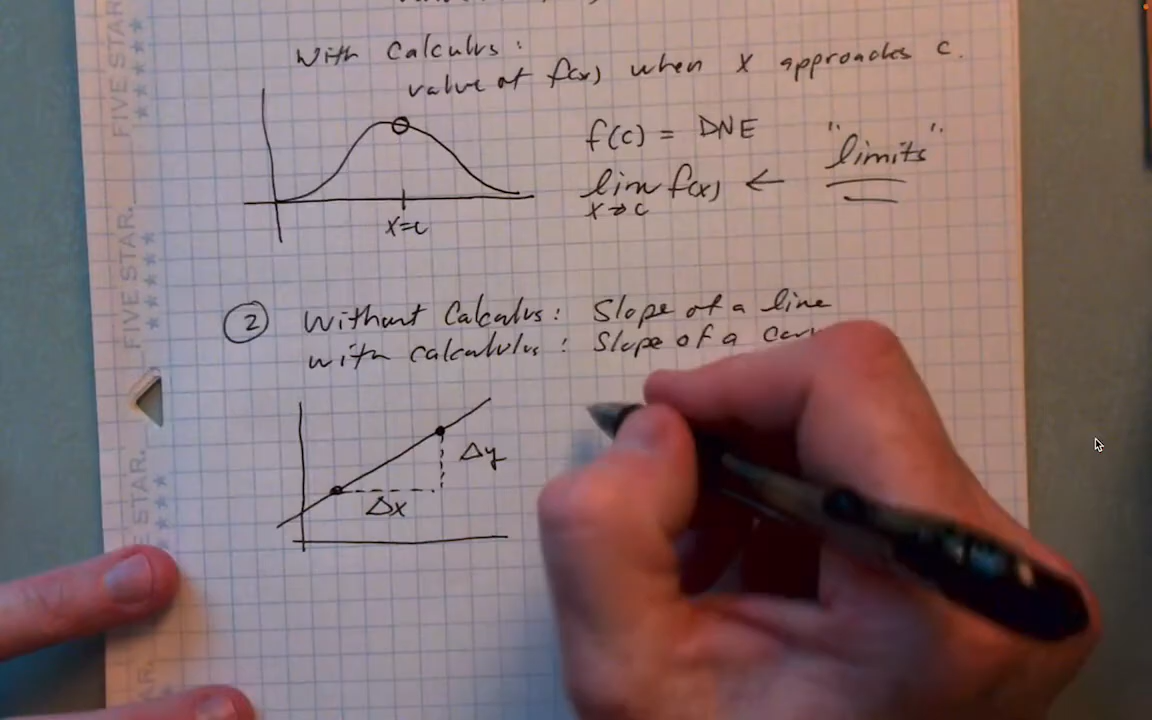 With Calculus:
value of f(x) when x approaches c.
f(c) = DNE
"limits"
lim f(x) ←
x→c
x=c
② Without Calculus: Slope of a line
with calculus: Slope of a
Δy
Δx
FIVE STAR.
FIVE STAR.
FIVE STAR.